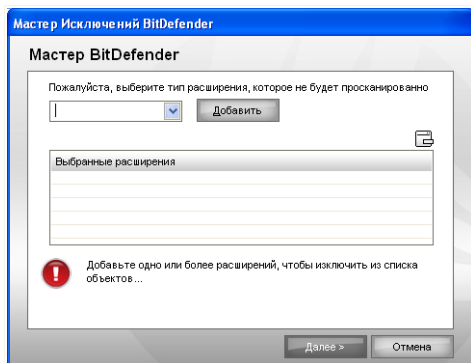 Мастер Исключений BitDefender
Мастер BitDefender
Пожалуйста, выберите тип расширения, которое не будет просканированно
Добавить
Выбранные расширения
Добавьте одно или более расширений, чтобы изключить из списка
объектов...
Далее »
Отмена